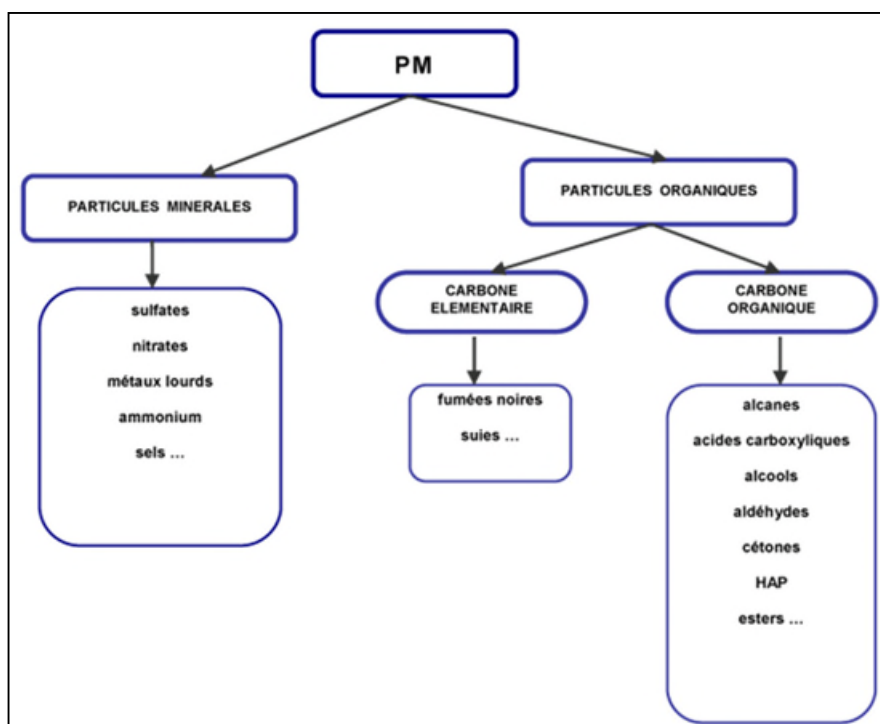 PM
PARTICULES MINERALES
PARTICULES ORGANIQUES
sulfates
nitrates
métaux lourds
ammonium
sels ...
CARBONE
ELEMENTAIRE
CARBONE
ORGANIQUE
fumées noires
suies ...
alcanes
acides carboxyliques
alcools
aldéhydes
cétones
HAP
esters ...